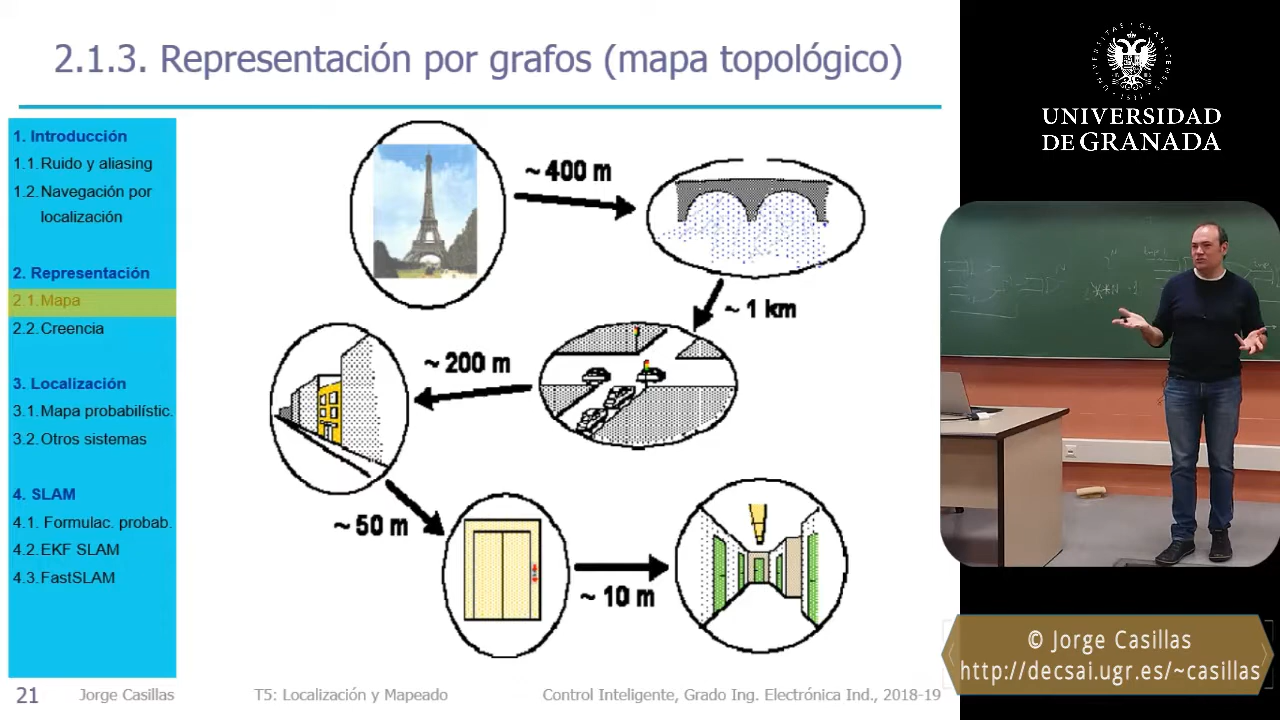 2.1.3. Representación por grafos (mapa topológico)
1. Introducción
1.1. Ruido y aliasing
1.2. Navegación por
localización
2. Representación
2.1. Mapa
2.2. Creencia
3. Localización
3.1. Mapa probabilístic.
3.2. Otros sistemas
4. SLAM
4.1. Formulac. probab.
4.2. EKF SLAM
4.3. FastSLAM
~ 400 m
~ 1 km
~ 200 m
~ 50 m
~ 10 m
21 Jorge Casillas T5: Localización y Mapeado Control Inteligente, Grado Ing. Electrónica Ind., 2018-19
UNIVERSIDAD
DE GRANADA
© Jorge Casillas
http://decsai.ugr.es/~casillas